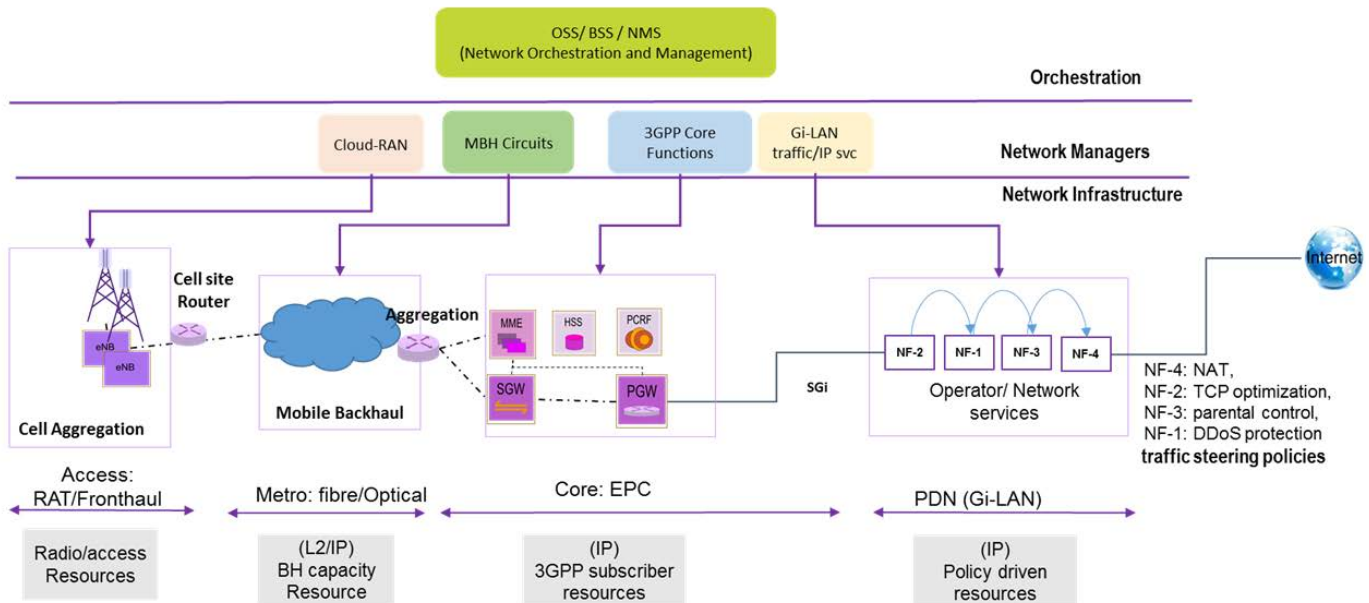 OSS/ BSS / NMS
(Network Orchestration and Management)
Orchestration
Cloud-RAN
MBH Circuits
3GPP Core
Functions
Gi-LAN
traffic/IP svc
Network Managers
Network Infrastructure
Cell site
Router
eNB
eNB
Cell Aggregation
Mobile Backhaul
Aggregation
MME
HSS
PCRF
SGW
PGW
SGi
NF-2
NF-1
NF-3
NF-4
Operator/ Network
services
Internet
NF-4: NAT,
NF-2: TCP optimization,
NF-3: parental control,
NF-1: DDoS protection
traffic steering policies
Access:
RAT/Fronthaul
Metro: fibre/Optical
Core: EPC
PDN (Gi-LAN)
Radio/access
Resources
(L2/IP)
BH capacity
Resource
(IP)
3GPP subscriber
resources
(IP)
Policy driven
resources